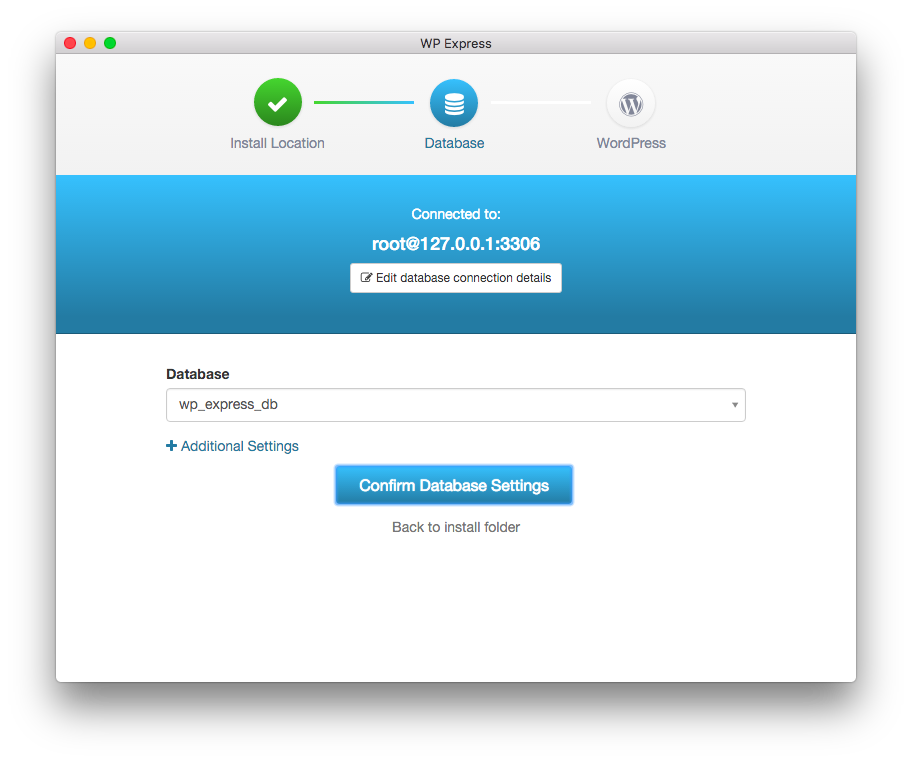 WP Express
Install Location
Database
WordPress
Connected to:
root@127.0.0.1:3306
Edit database connection details
Database
wp_express_db
Additional Settings
Confirm Database Settings
Back to install folder